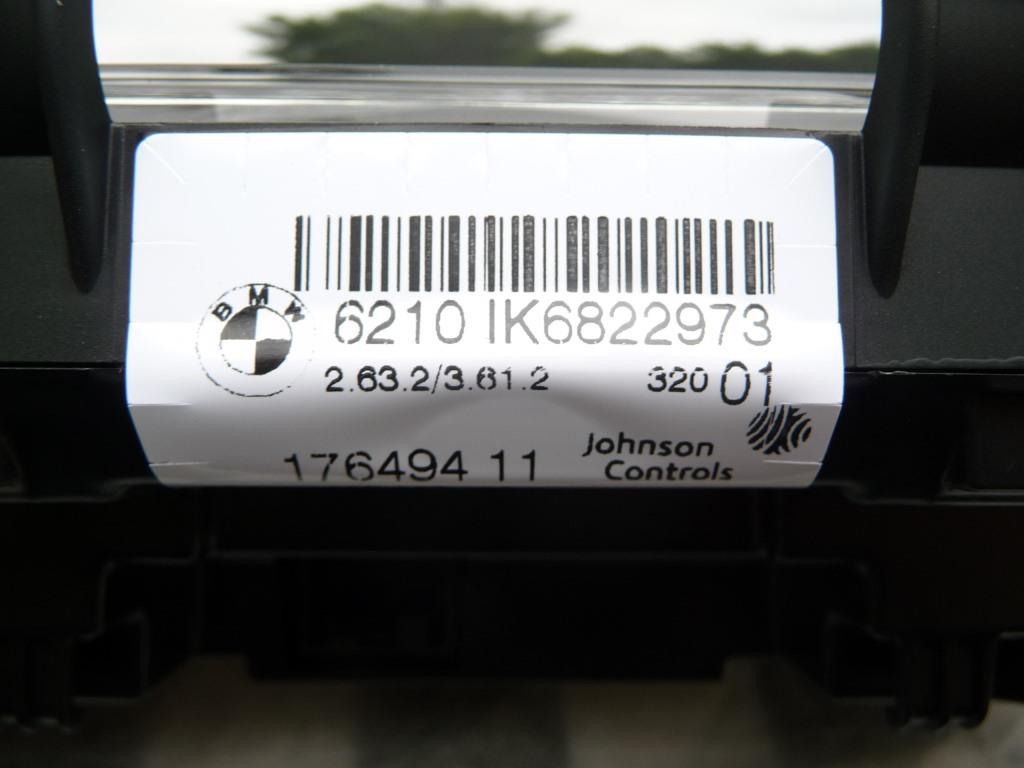 BMW
6210 IK6822973
2.63.2/3.61.2 320 01
176494 11
Johnson
Controls